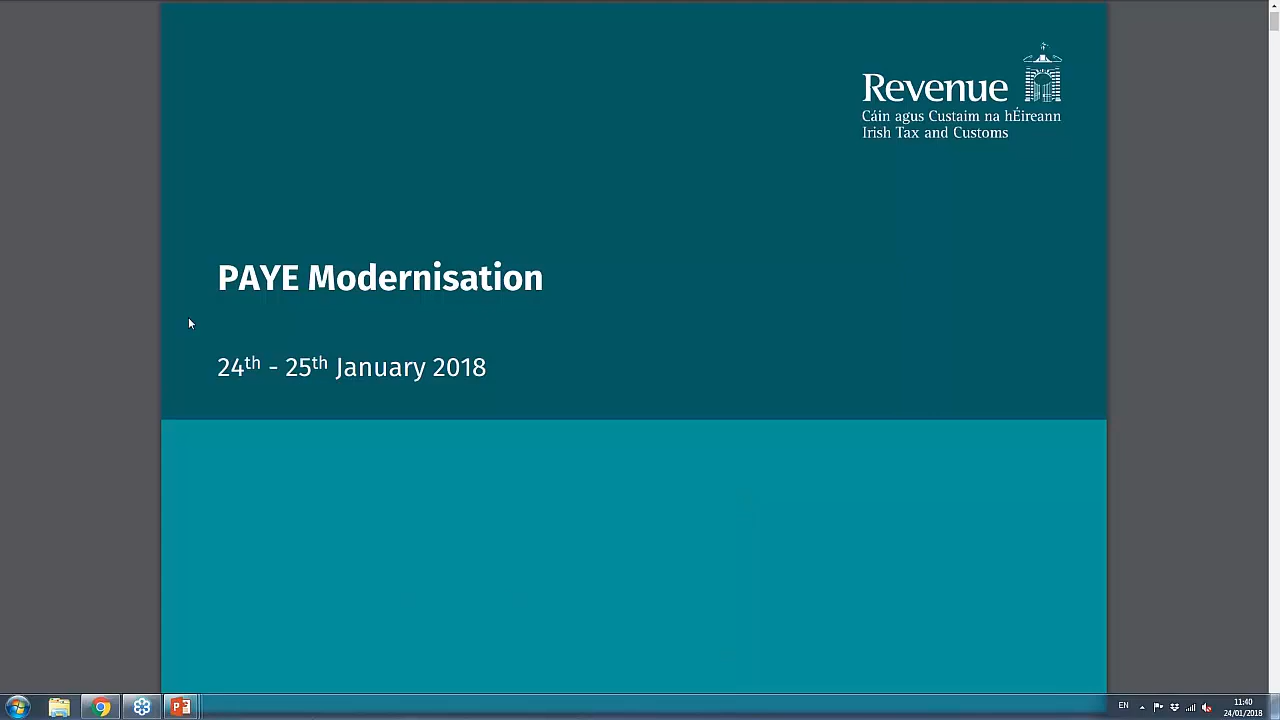 Revenue
Cáin agus Custaim na hÉireann
Irish Tax and Customs
PAYE Modernisation
24th - 25th January 2018
EN
11:40
24/01/2018